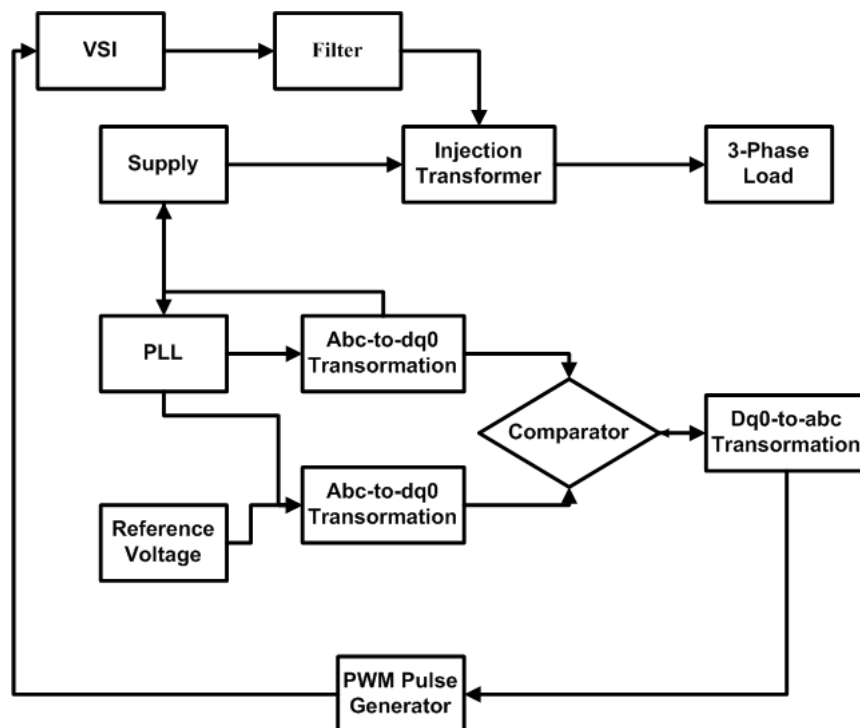 VSI
Filter
Supply
Injection
Transformer
3-Phase
Load
PLL
Abc-to-dq0
Transormation
Comparator
Dq0-to-abc
Transormation
Reference
Voltage
Abc-to-dq0
Transormation
PWM Pulse
Generator